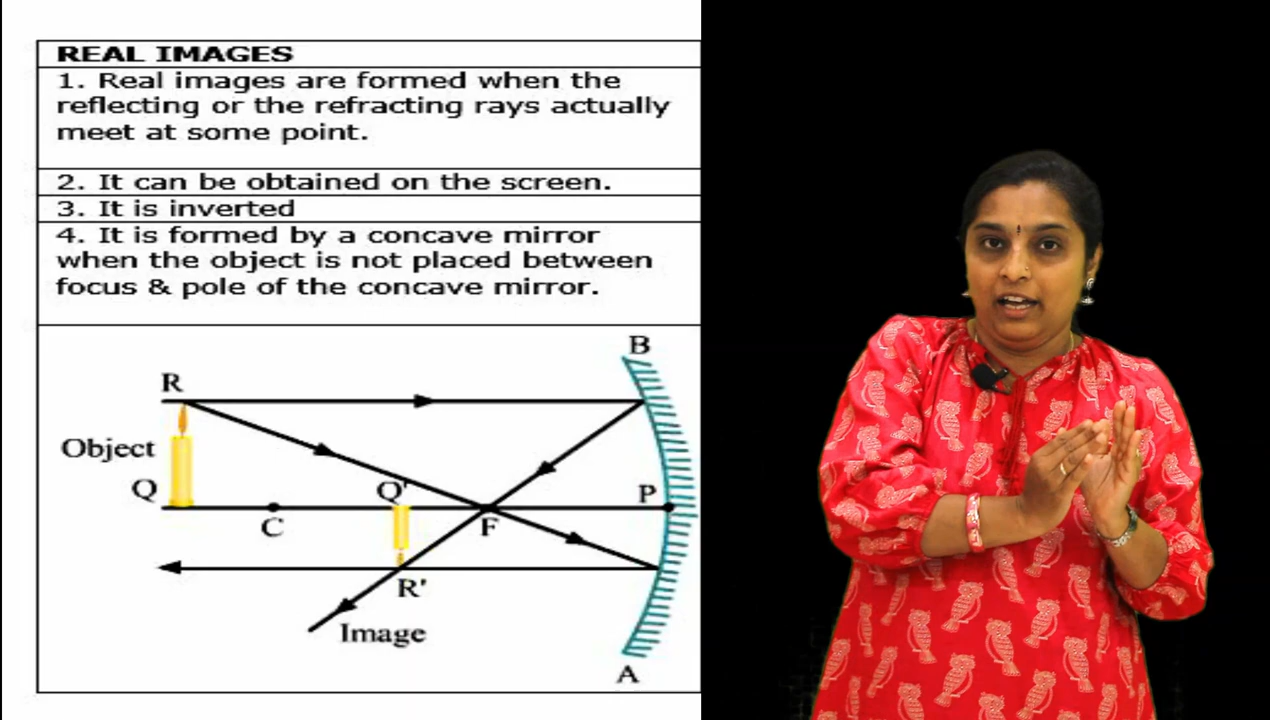 REAL IMAGES
1. Real images are formed when the
reflecting or the refracting rays actually
meet at some point.
2. It can be obtained on the screen.
3. It is inverted
4. It is formed by a concave mirror
when the object is not placed between
focus & pole of the concave mirror.
B
R
Object
Q
Q'
P
C
F
R'
Image
A